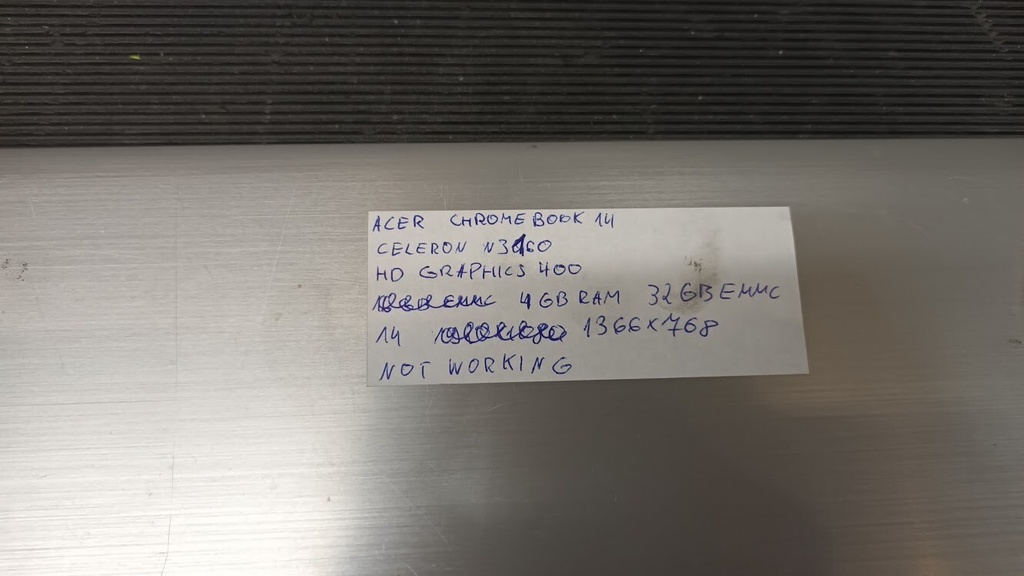 ACER CHROMEBOOK 14
CELERON N3160
HD GRAPHICS 400
4GB RAM 32GB EMMC
14 1366X768
NOT WORKING